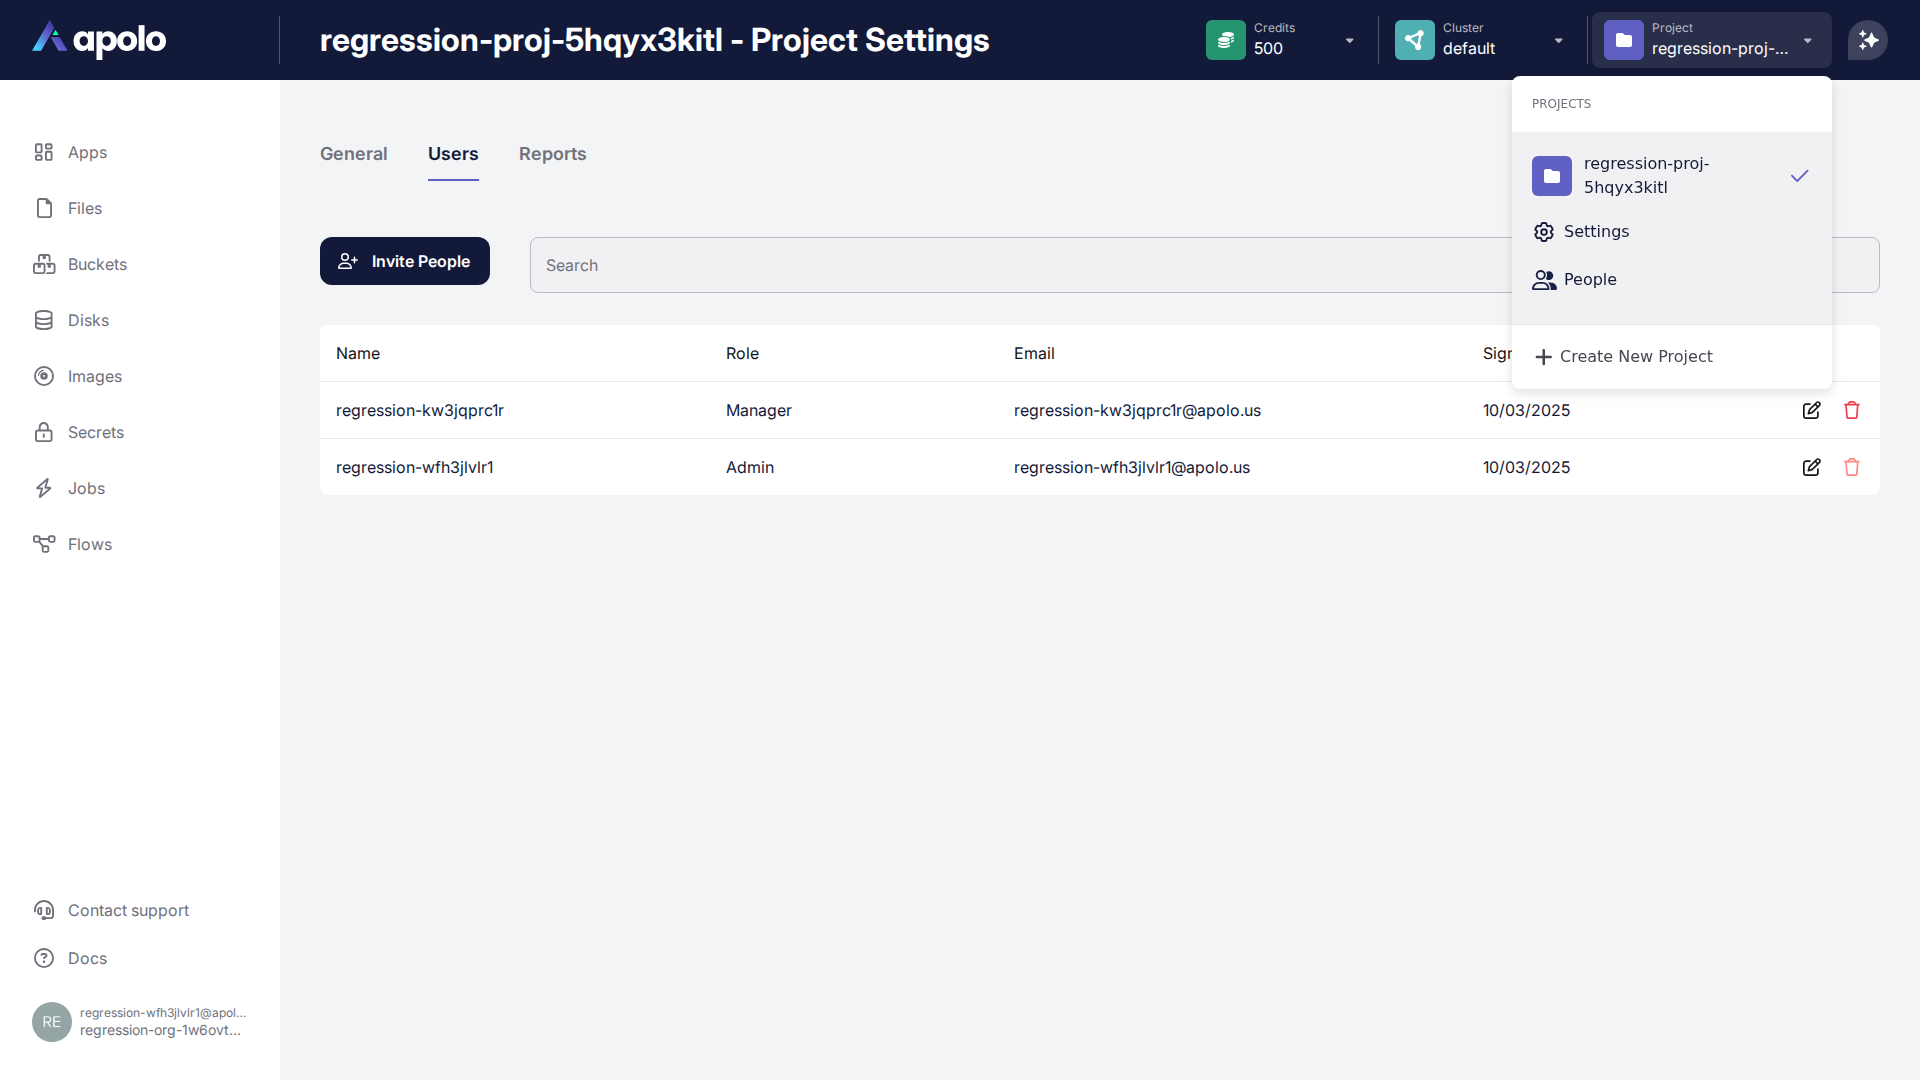 apolo
regression-proj-5hqyx3kitl - Project Settings
Credits
500
Cluster
default
Project
regression-proj-...
PROJECTS
regression-proj-
5hqyx3kitl
Settings
People
Create New Project
Apps
Files
Buckets
Disks
Images
Secrets
Jobs
Flows
Contact support
Docs
RE
regression-wfh3jlvlr1@apol...
regression-org-1w6ovt...
General
Users
Reports
Invite People
Search
Name
Role
Email
Sign
regression-kw3jqprc1r
Manager
regression-kw3jqprc1r@apolo.us
10/03/2025
regression-wfh3jlvlr1
Admin
regression-wfh3jlvlr1@apolo.us
10/03/2025